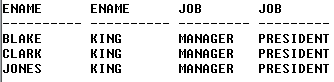 ENAME ENAME JOB JOB
---------- ---------- --------- ---------
BLAKE KING MANAGER PRESIDENT
CLARK KING MANAGER PRESIDENT
JONES KING MANAGER PRESIDENT